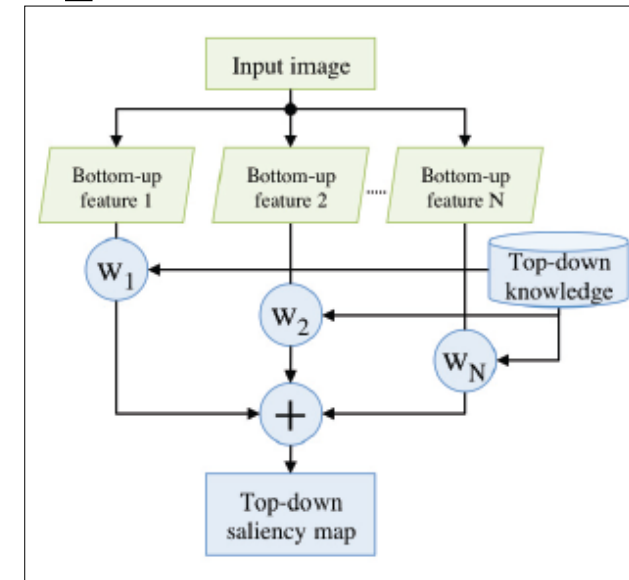 Input image
Bottom-up
feature 1
Bottom-up
feature 2
.....
Bottom-up
feature N
Top-down
knowledge
W1
W2
WN
+
Top-down
saliency map